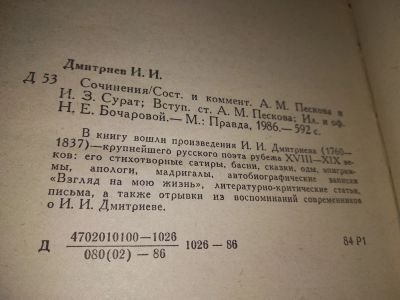 Дмитриев И. И.
Д 53 Сочинения/Сост. и коммент. А. М. Пескова и
И. З. Сурат; Вступ. ст. А. М. Пескова; Ил. и оф.
Н. Е. Бочаровой.— М.: Правда, 1986.— 592 с.
В книгу вошли произведения И. И. Дмитриева (1760—
1837)—крупнейшего русского поэта рубежа XVIII—XIX ве-
ков: его стихотворные сатиры, басни, сказки, оды, эпиграм-
мы, апологи, мадригалы, автобиографические записки
«Взгляд на мою жизнь», литературно-критические статьи,
письма, а также отрывки из воспоминаний современников
о И. И. Дмитриеве.
Д 4702010100—1026
080(02)—86
1026—86
84 Р1